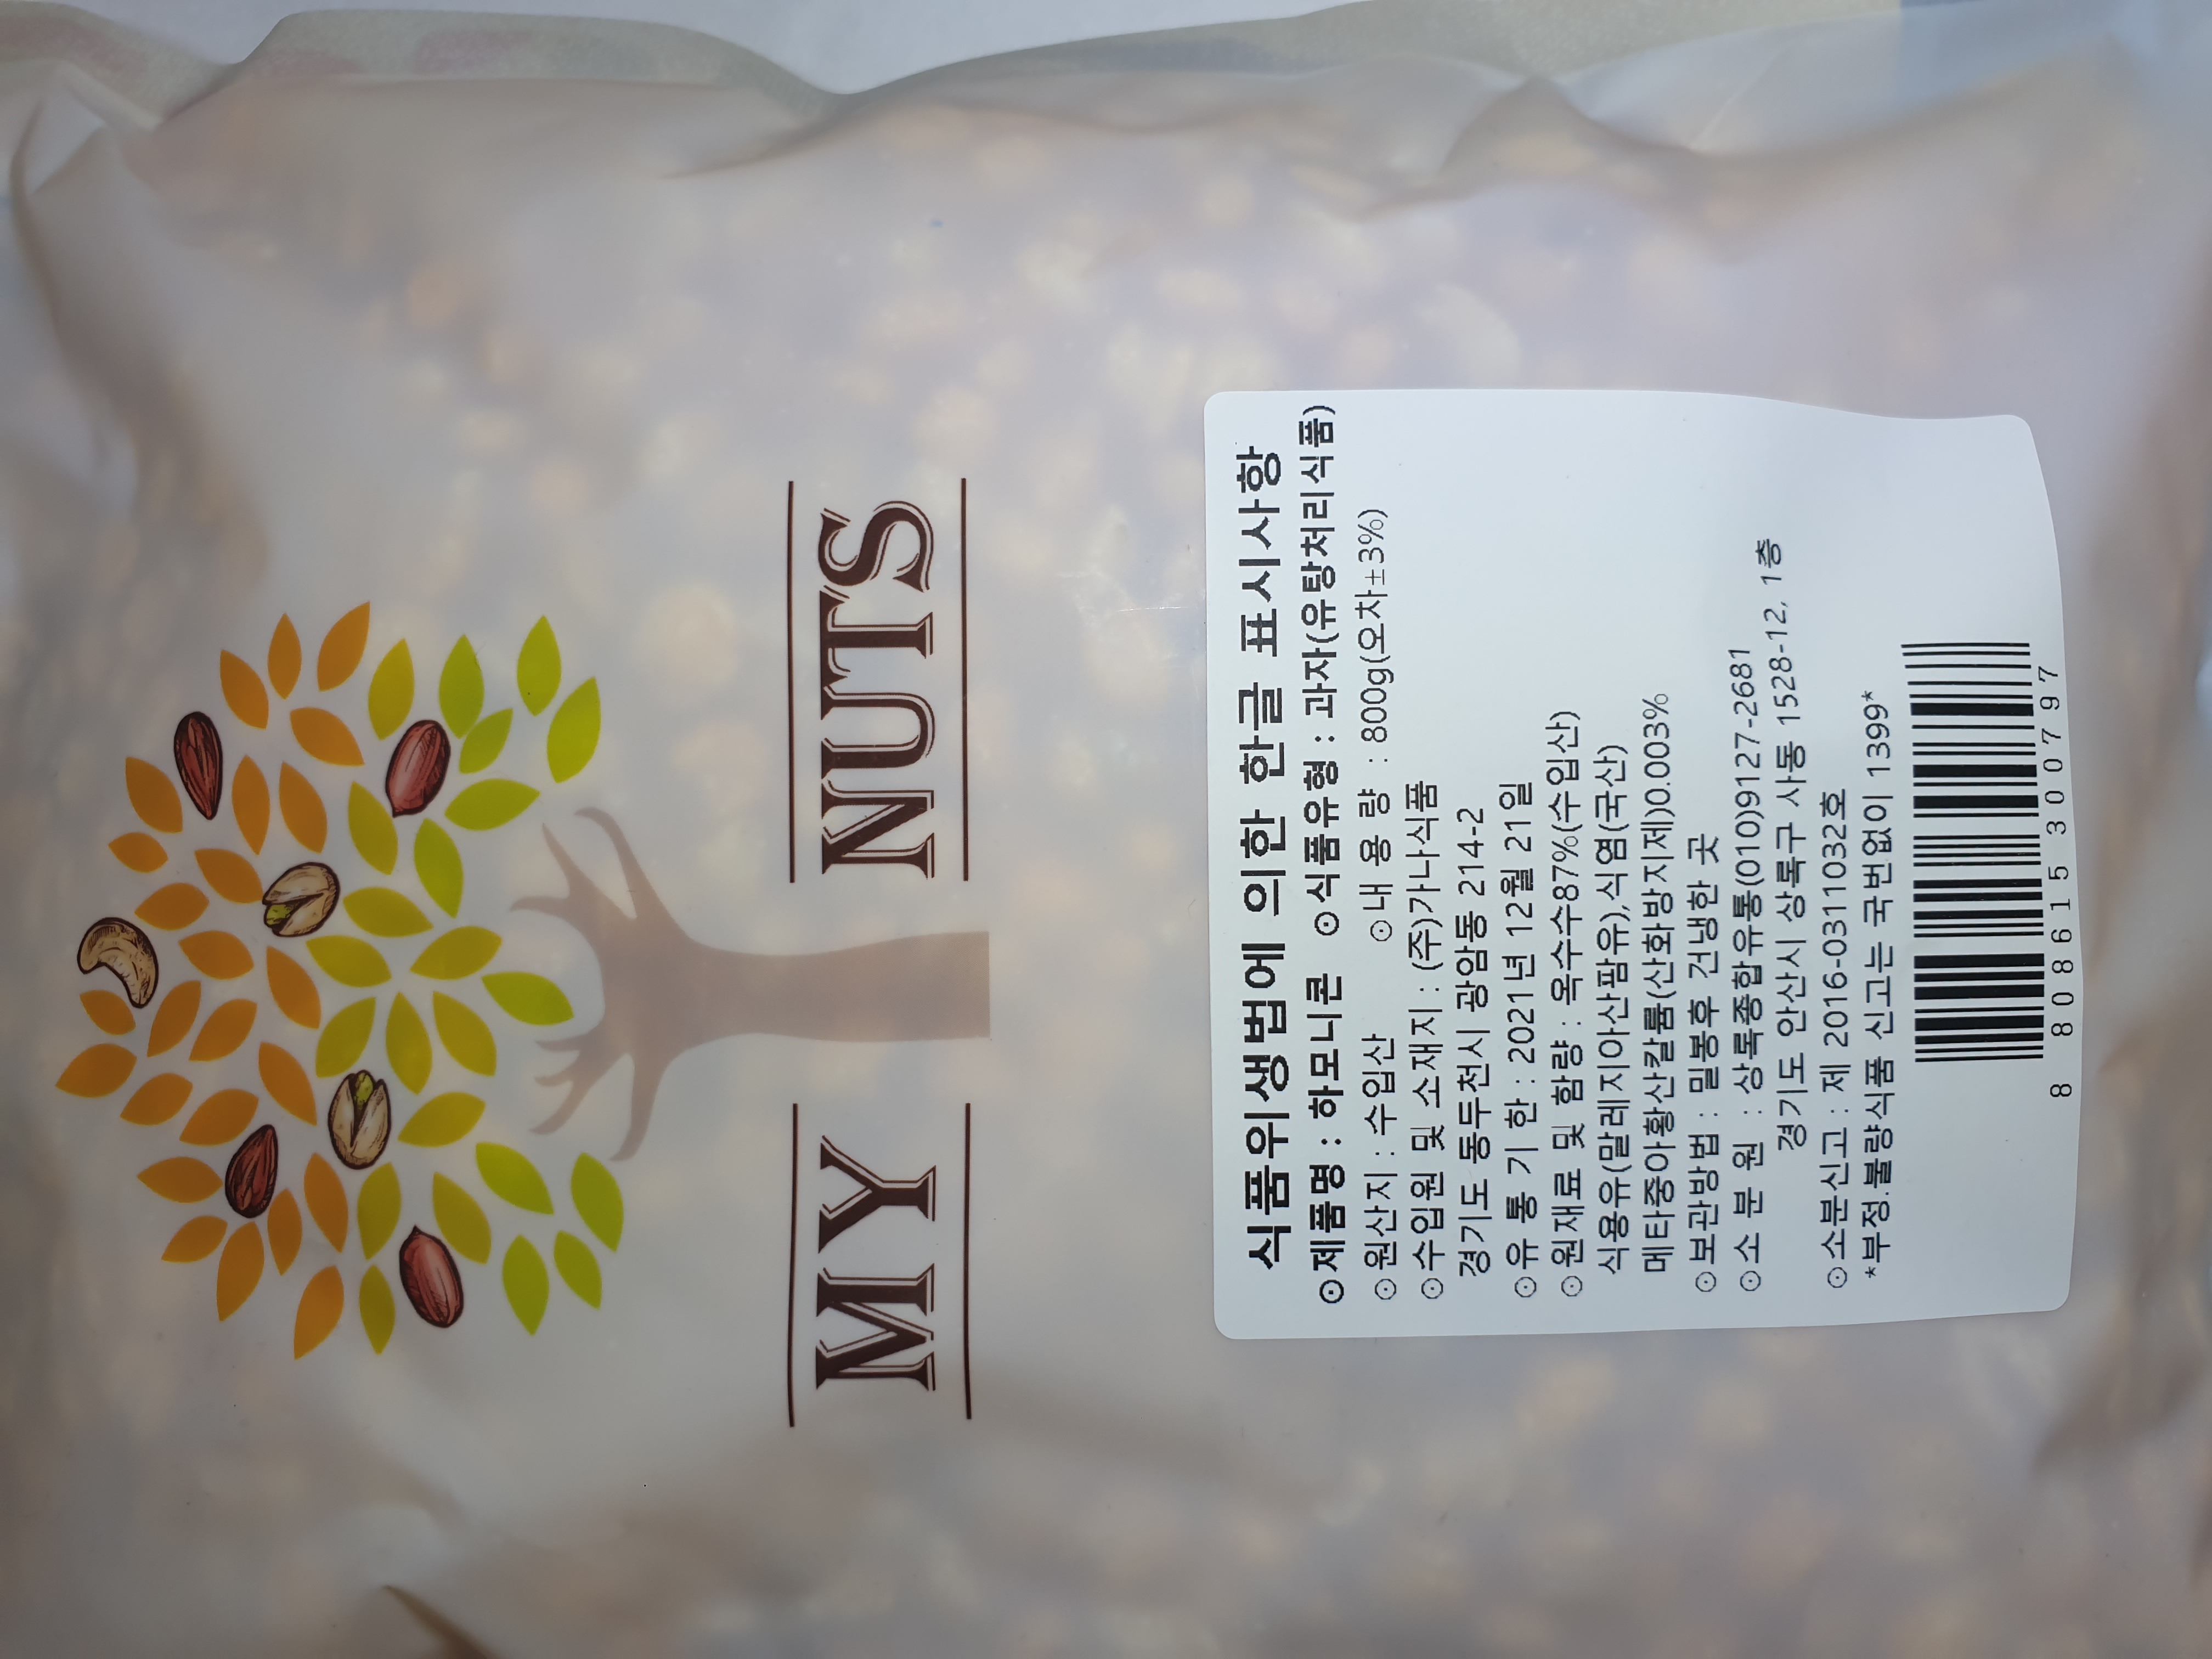 MY NUTS
식품위생법에 의한 한글 표시사항
⊙제품명 : 하모니콘 ⊙식품유형 : 과자(유탕처리식품)
⊙원산지 : 수입산 ⊙내 용 량 : 800g(오차±3%)
⊙수입원 및 소재지 : (주)가나식품
경기도 동두천시 광암동 214-2
⊙유 통 기 한 : 2021년 12월 21일
⊙원재료 및 함량 : 옥수수87%(수입산)
식용유(말레지아산팜유),식염(국산)
메타중아황산칼륨(산화방지제)0.003%
⊙보관방법 : 밀봉후 건냉한 곳
⊙소 분 원 : 상록종합유통(010)9127-2681
경기도 안산시 상록구 사동 1528-12, 1층
⊙소분신고 : 제 2016-0311032호
*부정.불량식품 신고는 국번없이 1399*
8 808615 300797